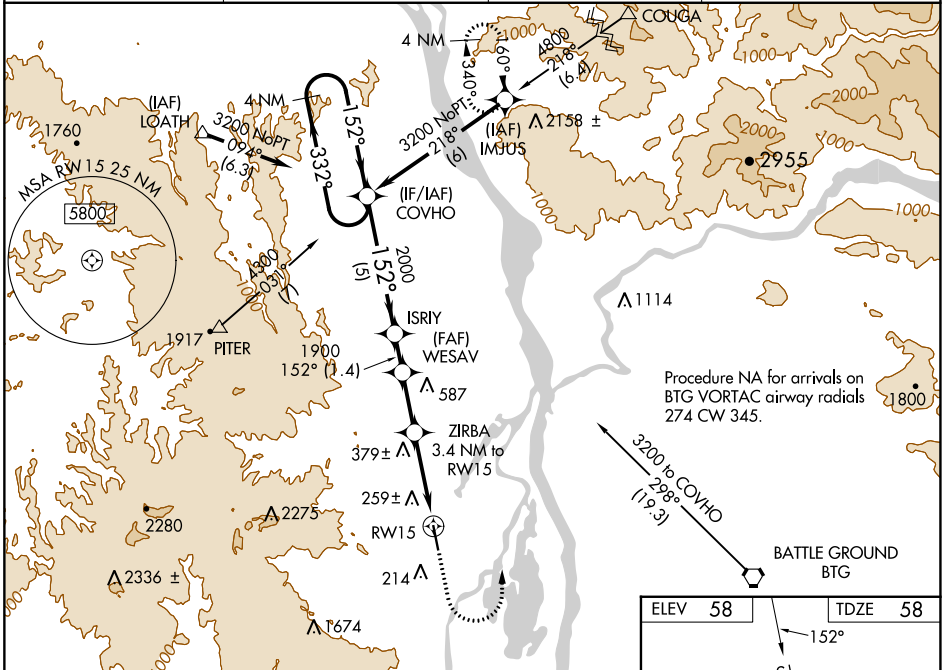 COUGA
1000
4 NM
160°
340°
4800
218°
(6.4)
1000
2000
(IAF)
LOATH
1760
3200 NoPT
094°
(6.3)
4 NM
152°
332°
3200 NoPT
218°
(6)
(IAF)
IMJUS
2158 ±
2000
2955
1000
1000
MSA RW15 25 NM
5800
(IF/IAF)
COVHO
4300
031°
(7)
2000
152°
(5)
1114
1917
PITER
ISRIY
(FAF)
WESAV
1900
152° (1.4)
587
Procedure NA for arrivals on
BTG VORTAC airway radials
274 CW 345.
1800
ZIRBA
3.4 NM to
RW15
379±
3200 to COVHO
298°
(19.3)
259±
RW15
2280
2275
214
2336 ±
BATTLE GROUND
BTG
1674
ELEV 58
TDZE 58
152°